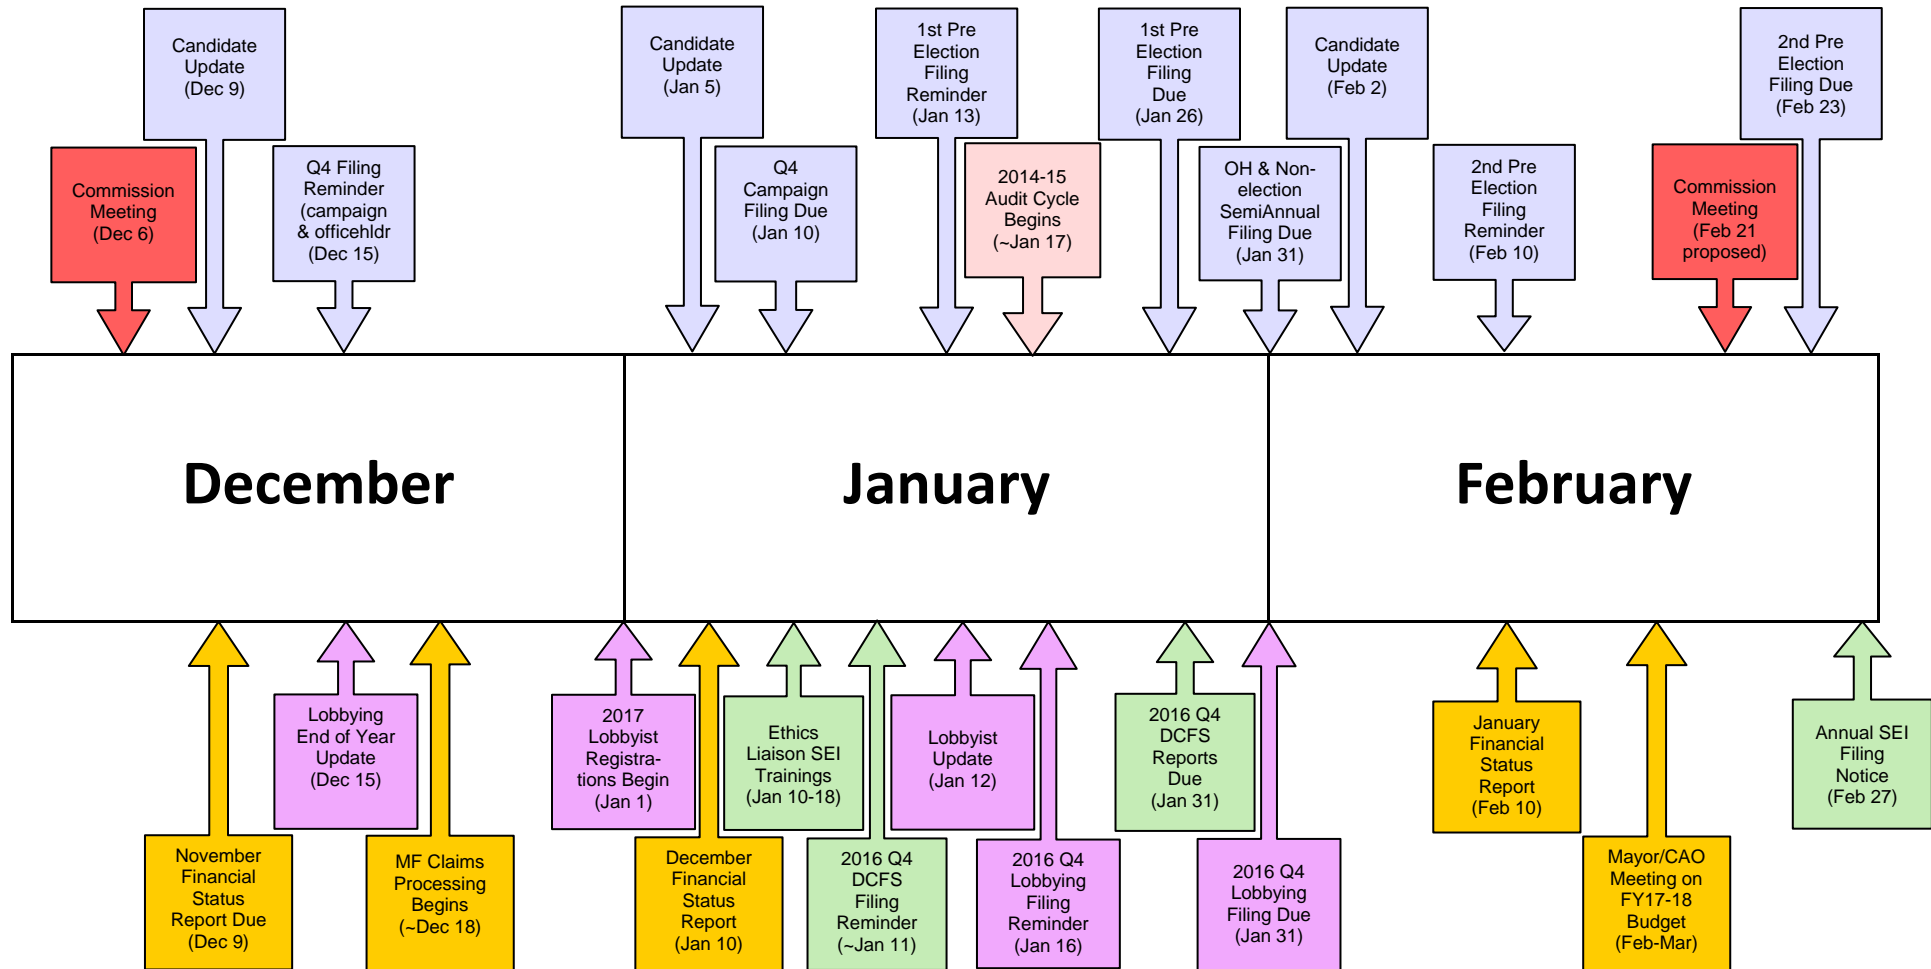 Candidate
Update
(Dec 9)
Commission
Meeting
(Dec 6)
Q4 Filing
Reminder
(campaign
& officehldr
(Dec 15)
Candidate
Update
(Jan 5)
Q4
Campaign
Filing Due
(Jan 10)
1st Pre
Election
Filing
Reminder
(Jan 13)
2014-15
Audit Cycle
Begins
(~Jan 17)
1st Pre
Election
Filing
Due
(Jan 26)
OH & Non-
election
SemiAnnual
Filing Due
(Jan 31)
Candidate
Update
(Feb 2)
2nd Pre
Election
Filing
Reminder
(Feb 10)
Commission
Meeting
(Feb 21
proposed)
2nd Pre
Election
Filing Due
(Feb 23)
December
January
February
November
Financial
Status
Report Due
(Dec 9)
Lobbying
End of Year
Update
(Dec 15)
MF Claims
Processing
Begins
(~Dec 18)
2017
Lobbyist
Registra-
tions Begin
(Jan 1)
December
Financial
Status
Report
(Jan 10)
Ethics
Liaison SEI
Trainings
(Jan 10-18)
2016 Q4
DCFS
Filing
Reminder
(~Jan 11)
Lobbyist
Update
(Jan 12)
2016 Q4
Lobbying
Filing
Reminder
(Jan 16)
2016 Q4
DCFS
Reports
Due
(Jan 31)
2016 Q4
Lobbying
Filing Due
(Jan 31)
January
Financial
Status
Report
(Feb 10)
Mayor/CAO
Meeting on
FY17-18
Budget
(Feb-Mar)
Annual SEI
Filing
Notice
(Feb 27)